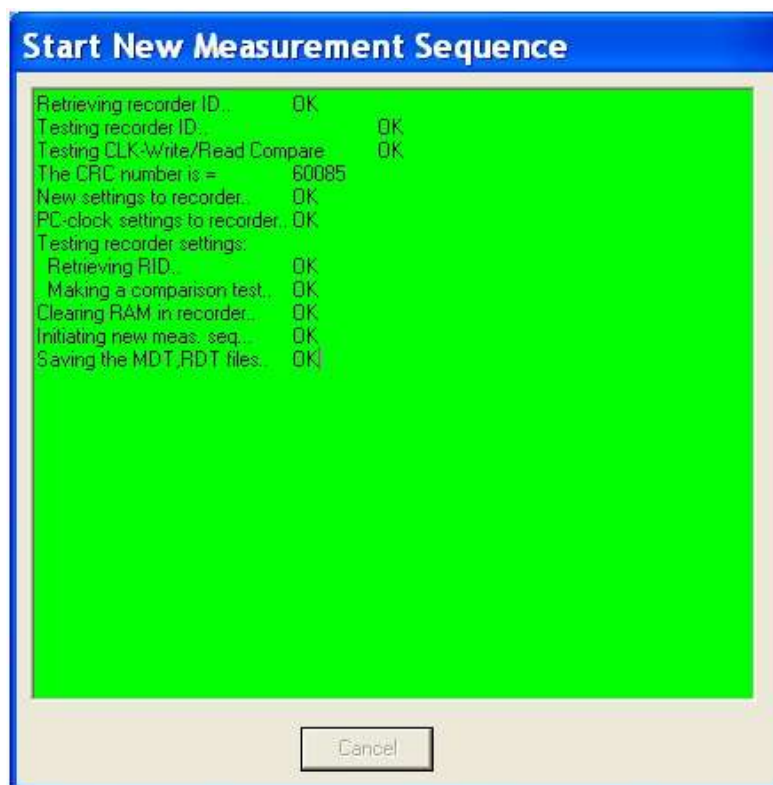 Start New Measurement Sequence
Retrieving recorder ID.. OK
Testing recorder ID.. OK
Testing CLK-Write/Read Compare OK
The CRC number is = 60085
New settings to recorder.. OK
PC-clock settings to recorder.. OK
Testing recorder settings:
Retrieving RID.. OK
Making a comparison test.. OK
Clearing RAM in recorder.. OK
Initiating new meas. seq... OK
Saving the MDT,RDT files.. OK
Cancel